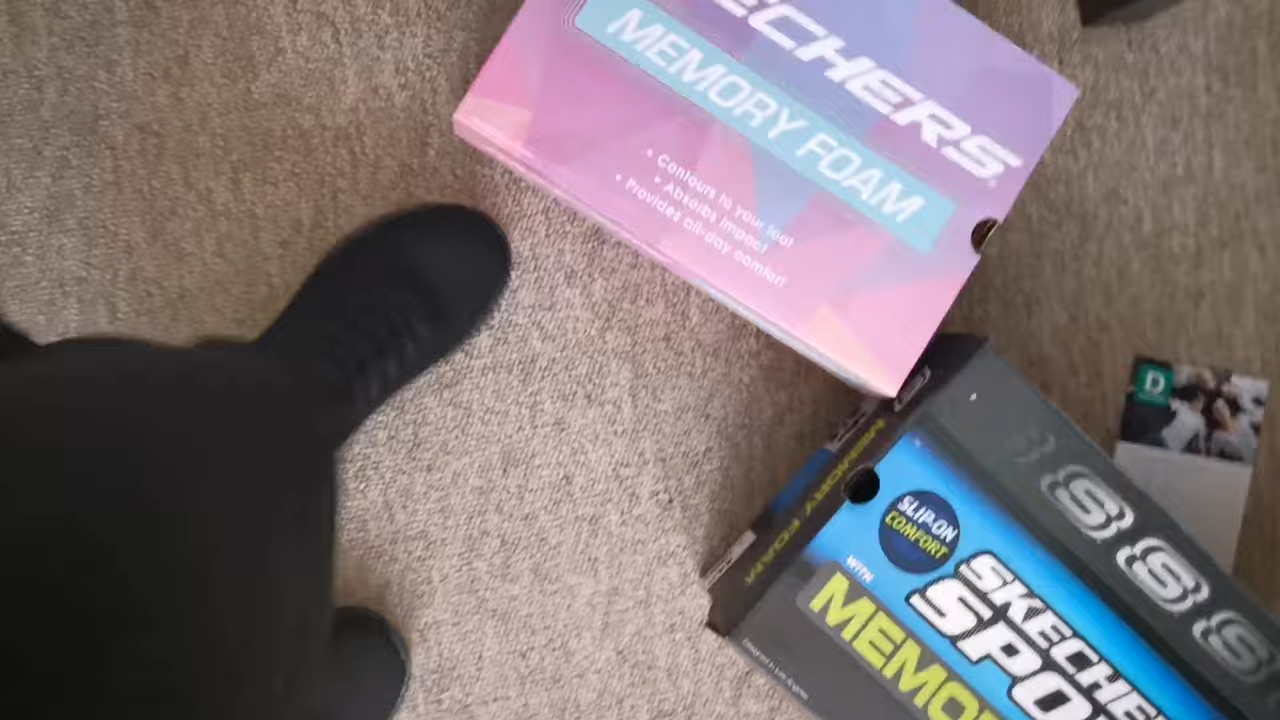 SKECHERS
MEMORY FOAM
• Contours to your foot
• Absorbs impact
• Provides all-day comfort
D
MEMORY FOAM
SLIP-ON
COMFORT
WITH
SKECHE
SPO
MEMO
S S S